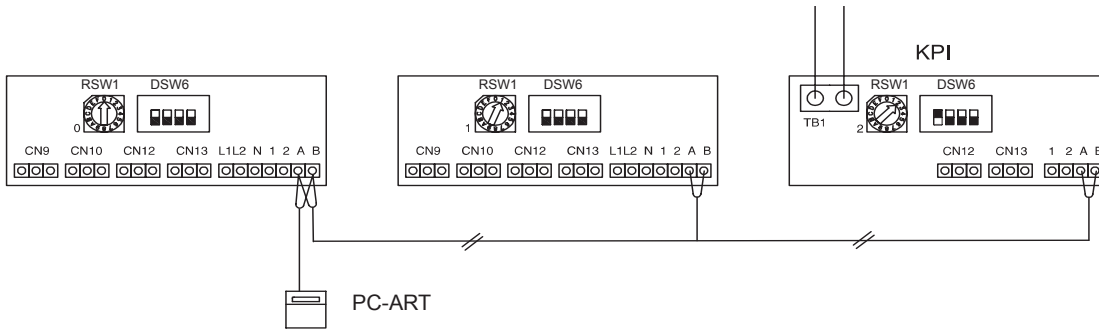 KPI
RSW1 DSW6
0
CN9 CN10 CN12 CN13 L1L2 N 1 2 A B
RSW1 DSW6
1
CN9 CN10 CN12 CN13 L1L2 N 1 2 A B
RSW1 DSW6
TB1
2
CN12 CN13 1 2 A B
PC-ART